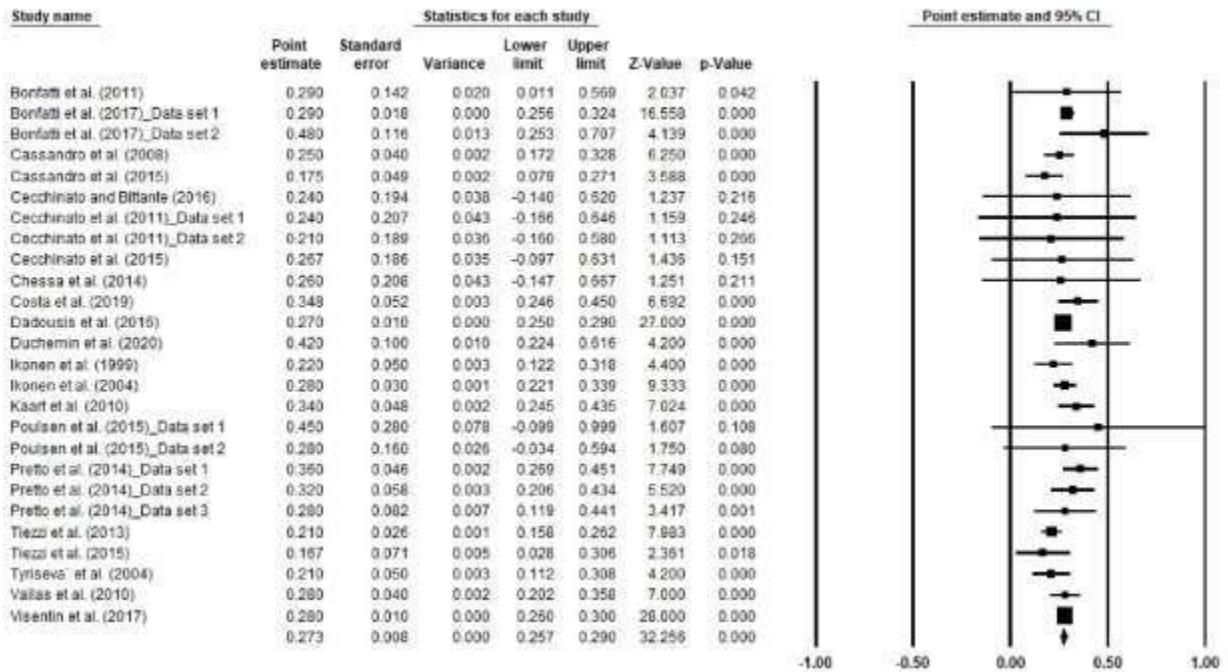 Study name Statistics for each study Point estimate and 95% CI
Point Standard Lower Upper
estimate error Variance limit limit Z-Value p-Value
Bonfatti et al. (2011) 0.290 0.142 0.020 0.011 0.569 2.037 0.042
Bonfatti et al. (2017)_Data set 1 0.290 0.018 0.000 0.256 0.324 16.558 0.000
Bonfatti et al. (2017)_Data set 2 0.480 0.116 0.013 0.253 0.707 4.139 0.000
Cassandro et al. (2008) 0.250 0.040 0.002 0.172 0.328 6.250 0.000
Cassandro et al. (2015) 0.175 0.049 0.002 0.079 0.271 3.588 0.000
Cecchinato and Bittante (2016) 0.240 0.194 0.038 -0.140 0.620 1.237 0.216
Cecchinato et al. (2011)_Data set 1 0.240 0.207 0.043 -0.166 0.646 1.159 0.246
Cecchinato et al. (2011)_Data set 2 0.210 0.189 0.036 -0.160 0.580 1.113 0.266
Cecchinato et al. (2015) 0.267 0.186 0.035 -0.097 0.631 1.436 0.151
Chessa et al. (2014) 0.260 0.208 0.043 -0.147 0.667 1.251 0.211
Costa et al. (2019) 0.348 0.052 0.003 0.246 0.450 6.692 0.000
Dadousis et al. (2016) 0.270 0.010 0.000 0.250 0.290 27.000 0.000
Duchemin et al. (2020) 0.420 0.100 0.010 0.224 0.616 4.200 0.000
Ikonen et al. (1999) 0.220 0.050 0.003 0.122 0.318 4.400 0.000
Ikonen et al. (2004) 0.280 0.030 0.001 0.221 0.339 9.333 0.000
Kaart et al. (2010) 0.340 0.048 0.002 0.245 0.435 7.024 0.000
Poulsen et al. (2015)_Data set 1 0.450 0.280 0.078 -0.099 0.999 1.607 0.108
Poulsen et al. (2015)_Data set 2 0.280 0.160 0.026 -0.034 0.594 1.750 0.080
Pretto et al. (2014)_Data set 1 0.360 0.046 0.002 0.269 0.451 7.749 0.000
Pretto et al. (2014)_Data set 2 0.320 0.058 0.003 0.206 0.434 5.520 0.000
Pretto et al. (2014)_Data set 3 0.280 0.082 0.007 0.119 0.441 3.417 0.001
Tiezzi et al. (2013) 0.210 0.026 0.001 0.158 0.262 7.983 0.000
Tiezzi et al. (2015) 0.167 0.071 0.005 0.028 0.306 2.361 0.018
Tyriseva¨ et al. (2004) 0.210 0.050 0.003 0.112 0.308 4.200 0.000
Vallas et al. (2010) 0.280 0.040 0.002 0.202 0.358 7.000 0.000
Visentin et al. (2017) 0.280 0.010 0.000 0.260 0.300 28.000 0.000
0.273 0.008 0.000 0.257 0.290 32.256 0.000
-1.00 -0.50 0.00 0.50 1.00